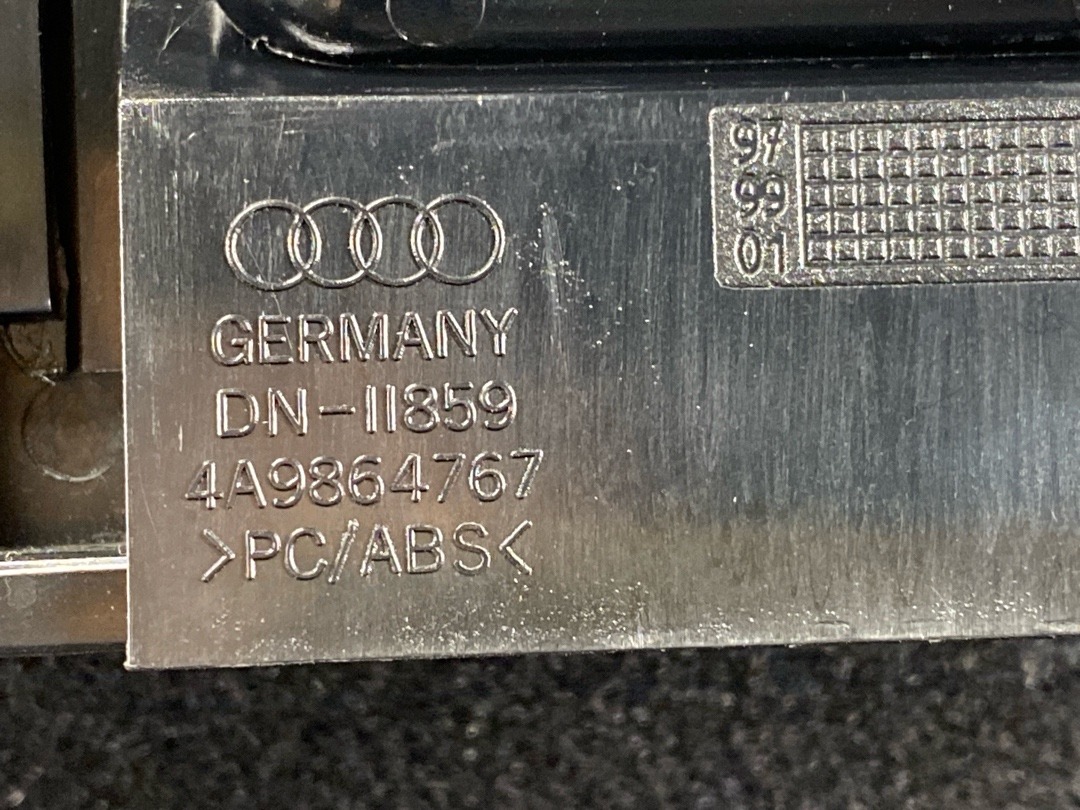 97
99
01
GERMANY
DN-11859
4A9864767
>PC/ABS<